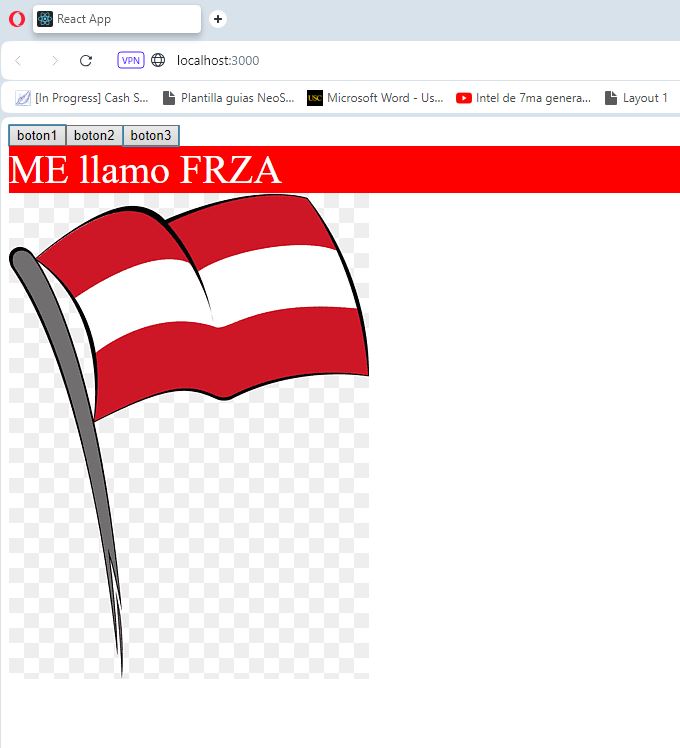 React App
VPN
localhost:3000
[In Progress] Cash S...
Plantilla guias NeoS...
USC
Microsoft Word - Us...
Intel de 7ma genera...
Layout 1
boton1 boton2 boton3
ME llamo FRZA